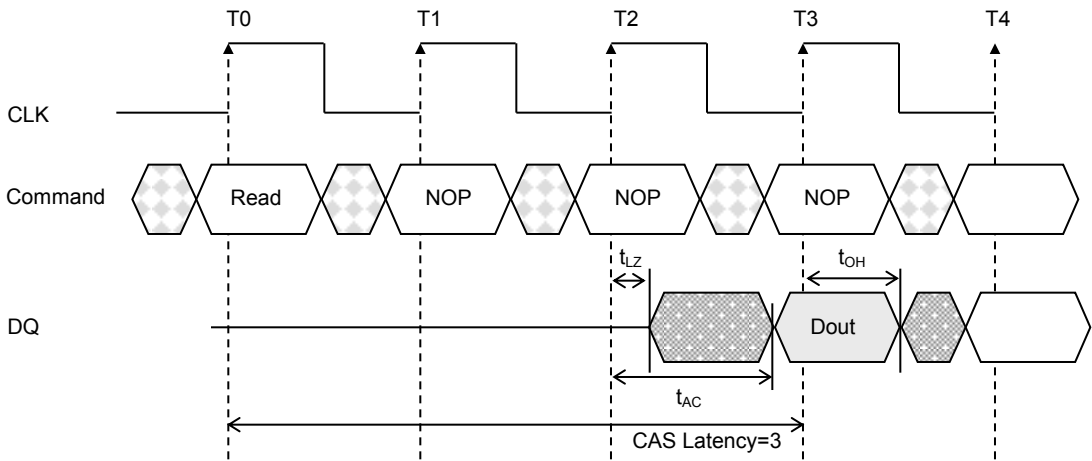 T0 T1 T2 T3 T4
CLK
Command Read NOP NOP NOP
tLZ tOH
DQ Dout
tAC
CAS Latency=3